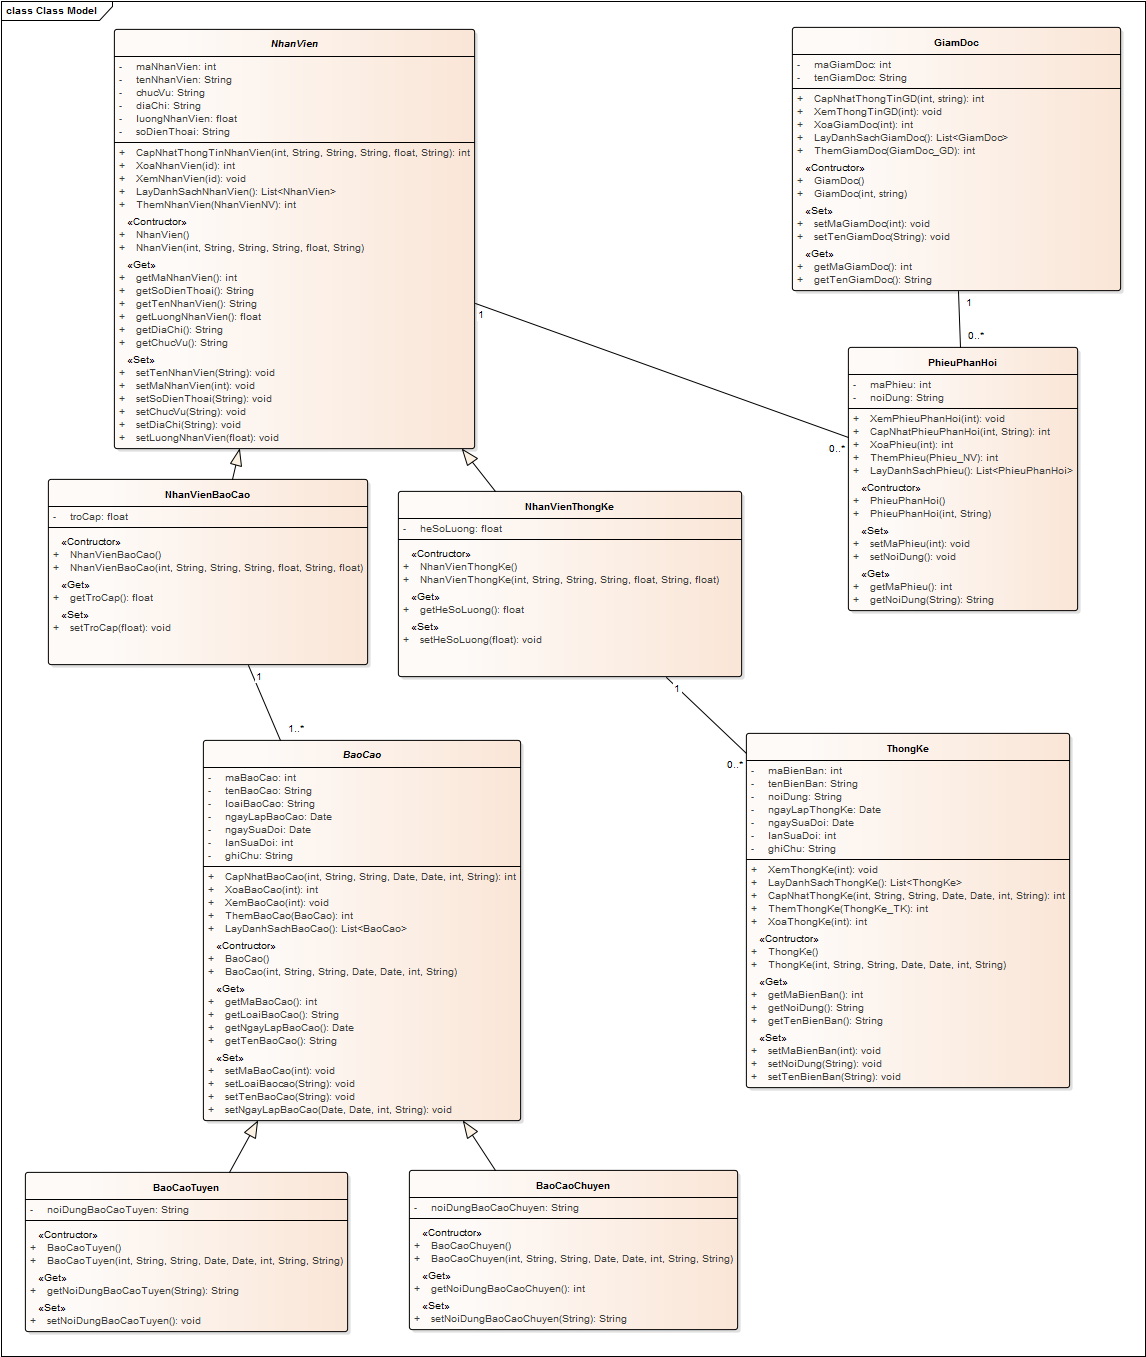 class Class Model
NhanVien
- maNhanVien: int
- tenNhanVien: String
- chucVu: String
- diaChi: String
- luongNhanVien: float
- soDienThoai: String
+ CapNhatThongTinNhanVien(int, String, String, String, float, String): int
+ XoaNhanVien(id): int
+ XemNhanVien(id): void
+ LayDanhSachNhanVien(): List<NhanVien>
+ ThemNhanVien(NhanVienNV): int
«Contructor»
+ NhanVien()
+ NhanVien(int, String, String, String, float, String)
«Get»
+ getMaNhanVien(): int
+ getSoDienThoai(): String
+ getTenNhanVien(): String
+ getLuongNhanVien(): float
+ getDiaChi(): String
+ getChucVu(): String
«Set»
+ setTenNhanVien(String): void
+ setMaNhanVien(int): void
+ setSoDienThoai(String): void
+ setChucVu(String): void
+ setDiaChi(String): void
+ setLuongNhanVien(float): void
GiamDoc
- maGiamDoc: int
- tenGiamDoc: String
+ CapNhatThongTinGD(int, string): int
+ XemThongTinGD(int): void
+ XoaGiamDoc(int): int
+ LayDanhSachGiamDoc(): List<GiamDoc>
+ ThemGiamDoc(GiamDoc_GD): int
«Contructor»
+ GiamDoc()
+ GiamDoc(int, string)
«Set»
+ setMaGiamDoc(int): void
+ setTenGiamDoc(String): void
«Get»
+ getMaGiamDoc(): int
+ getTenGiamDoc(): String
1
0..*
1
0..*
PhieuPhanHoi
- maPhieu: int
- noiDung: String
+ XemPhieuPhanHoi(int): void
+ CapNhatPhieuPhanHoi(int, String): int
+ XoaPhieu(int): int
+ ThemPhieu(Phieu_NV): int
+ LayDanhSachPhieu(): List<PhieuPhanHoi>
«Contructor»
+ PhieuPhanHoi()
+ PhieuPhanHoi(int, String)
«Set»
+ setMaPhieu(int): void
+ setNoiDung(): void
«Get»
+ getMaPhieu(): int
+ getNoiDung(String): String
NhanVienBaoCao
- troCap: float
«Contructor»
+ NhanVienBaoCao()
+ NhanVienBaoCao(int, String, String, String, float, String, float)
«Get»
+ getTroCap(): float
«Set»
+ setTroCap(float): void
NhanVienThongKe
- heSoLuong: float
«Contructor»
+ NhanVienThongKe()
+ NhanVienThongKe(int, String, String, String, float, String, float)
«Get»
+ getHeSoLuong(): float
«Set»
+ setHeSoLuong(float): void
1
1..*
1
0..*
BaoCao
- maBaoCao: int
- tenBaoCao: String
- loaiBaoCao: String
- ngayLapBaoCao: Date
- ngaySuaDoi: Date
- lanSuaDoi: int
- ghiChu: String
+ CapNhatBaoCao(int, String, String, Date, Date, int, String): int
+ XoaBaoCao(int): int
+ XemBaoCao(int): void
+ ThemBaoCao(BaoCao): int
+ LayDanhSachBaoCao(): List<BaoCao>
«Contructor»
+ BaoCao()
+ BaoCao(int, String, String, Date, Date, int, String)
«Get»
+ getMaBaoCao(): int
+ getLoaiBaoCao(): String
+ getNgayLapBaoCao(): Date
+ getTenBaoCao(): String
«Set»
+ setMaBaoCao(int): void
+ setLoaiBaocao(String): void
+ setTenBaoCao(String): void
+ setNgayLapBaoCao(Date, Date, int, String): void
ThongKe
- maBienBan: int
- tenBienBan: String
- noiDung: String
- ngayLapThongKe: Date
- ngaySuaDoi: Date
- lanSuaDoi: int
- ghiChu: String
+ XemThongKe(int): void
+ LayDanhSachThongKe(): List<ThongKe>
+ CapNhatThongKe(int, String, String, Date, Date, int, String): int
+ ThemThongKe(ThongKe_TK): int
+ XoaThongKe(int): int
«Contructor»
+ ThongKe()
+ ThongKe(int, String, String, Date, Date, int, String)
«Get»
+ getMaBienBan(): int
+ getNoiDung(): String
+ getTenBienBan(): String
«Set»
+ setMaBienBan(int): void
+ setNoiDung(String): void
+ setTenBienBan(String): void
BaoCaoTuyen
- noiDungBaoCaoTuyen: String
«Contructor»
+ BaoCaoTuyen()
+ BaoCaoTuyen(int, String, String, Date, Date, int, String, String)
«Get»
+ getNoiDungBaoCaoTuyen(String): String
«Set»
+ setNoiDungBaoCaoTuyen(): void
BaoCaoChuyen
- noiDungBaoCaoChuyen: String
«Contructor»
+ BaoCaoChuyen()
+ BaoCaoChuyen(int, String, String, Date, Date, int, String, String)
«Get»
+ getNoiDungBaoCaoChuyen(): int
«Set»
+ setNoiDungBaoCaoChuyen(String): String